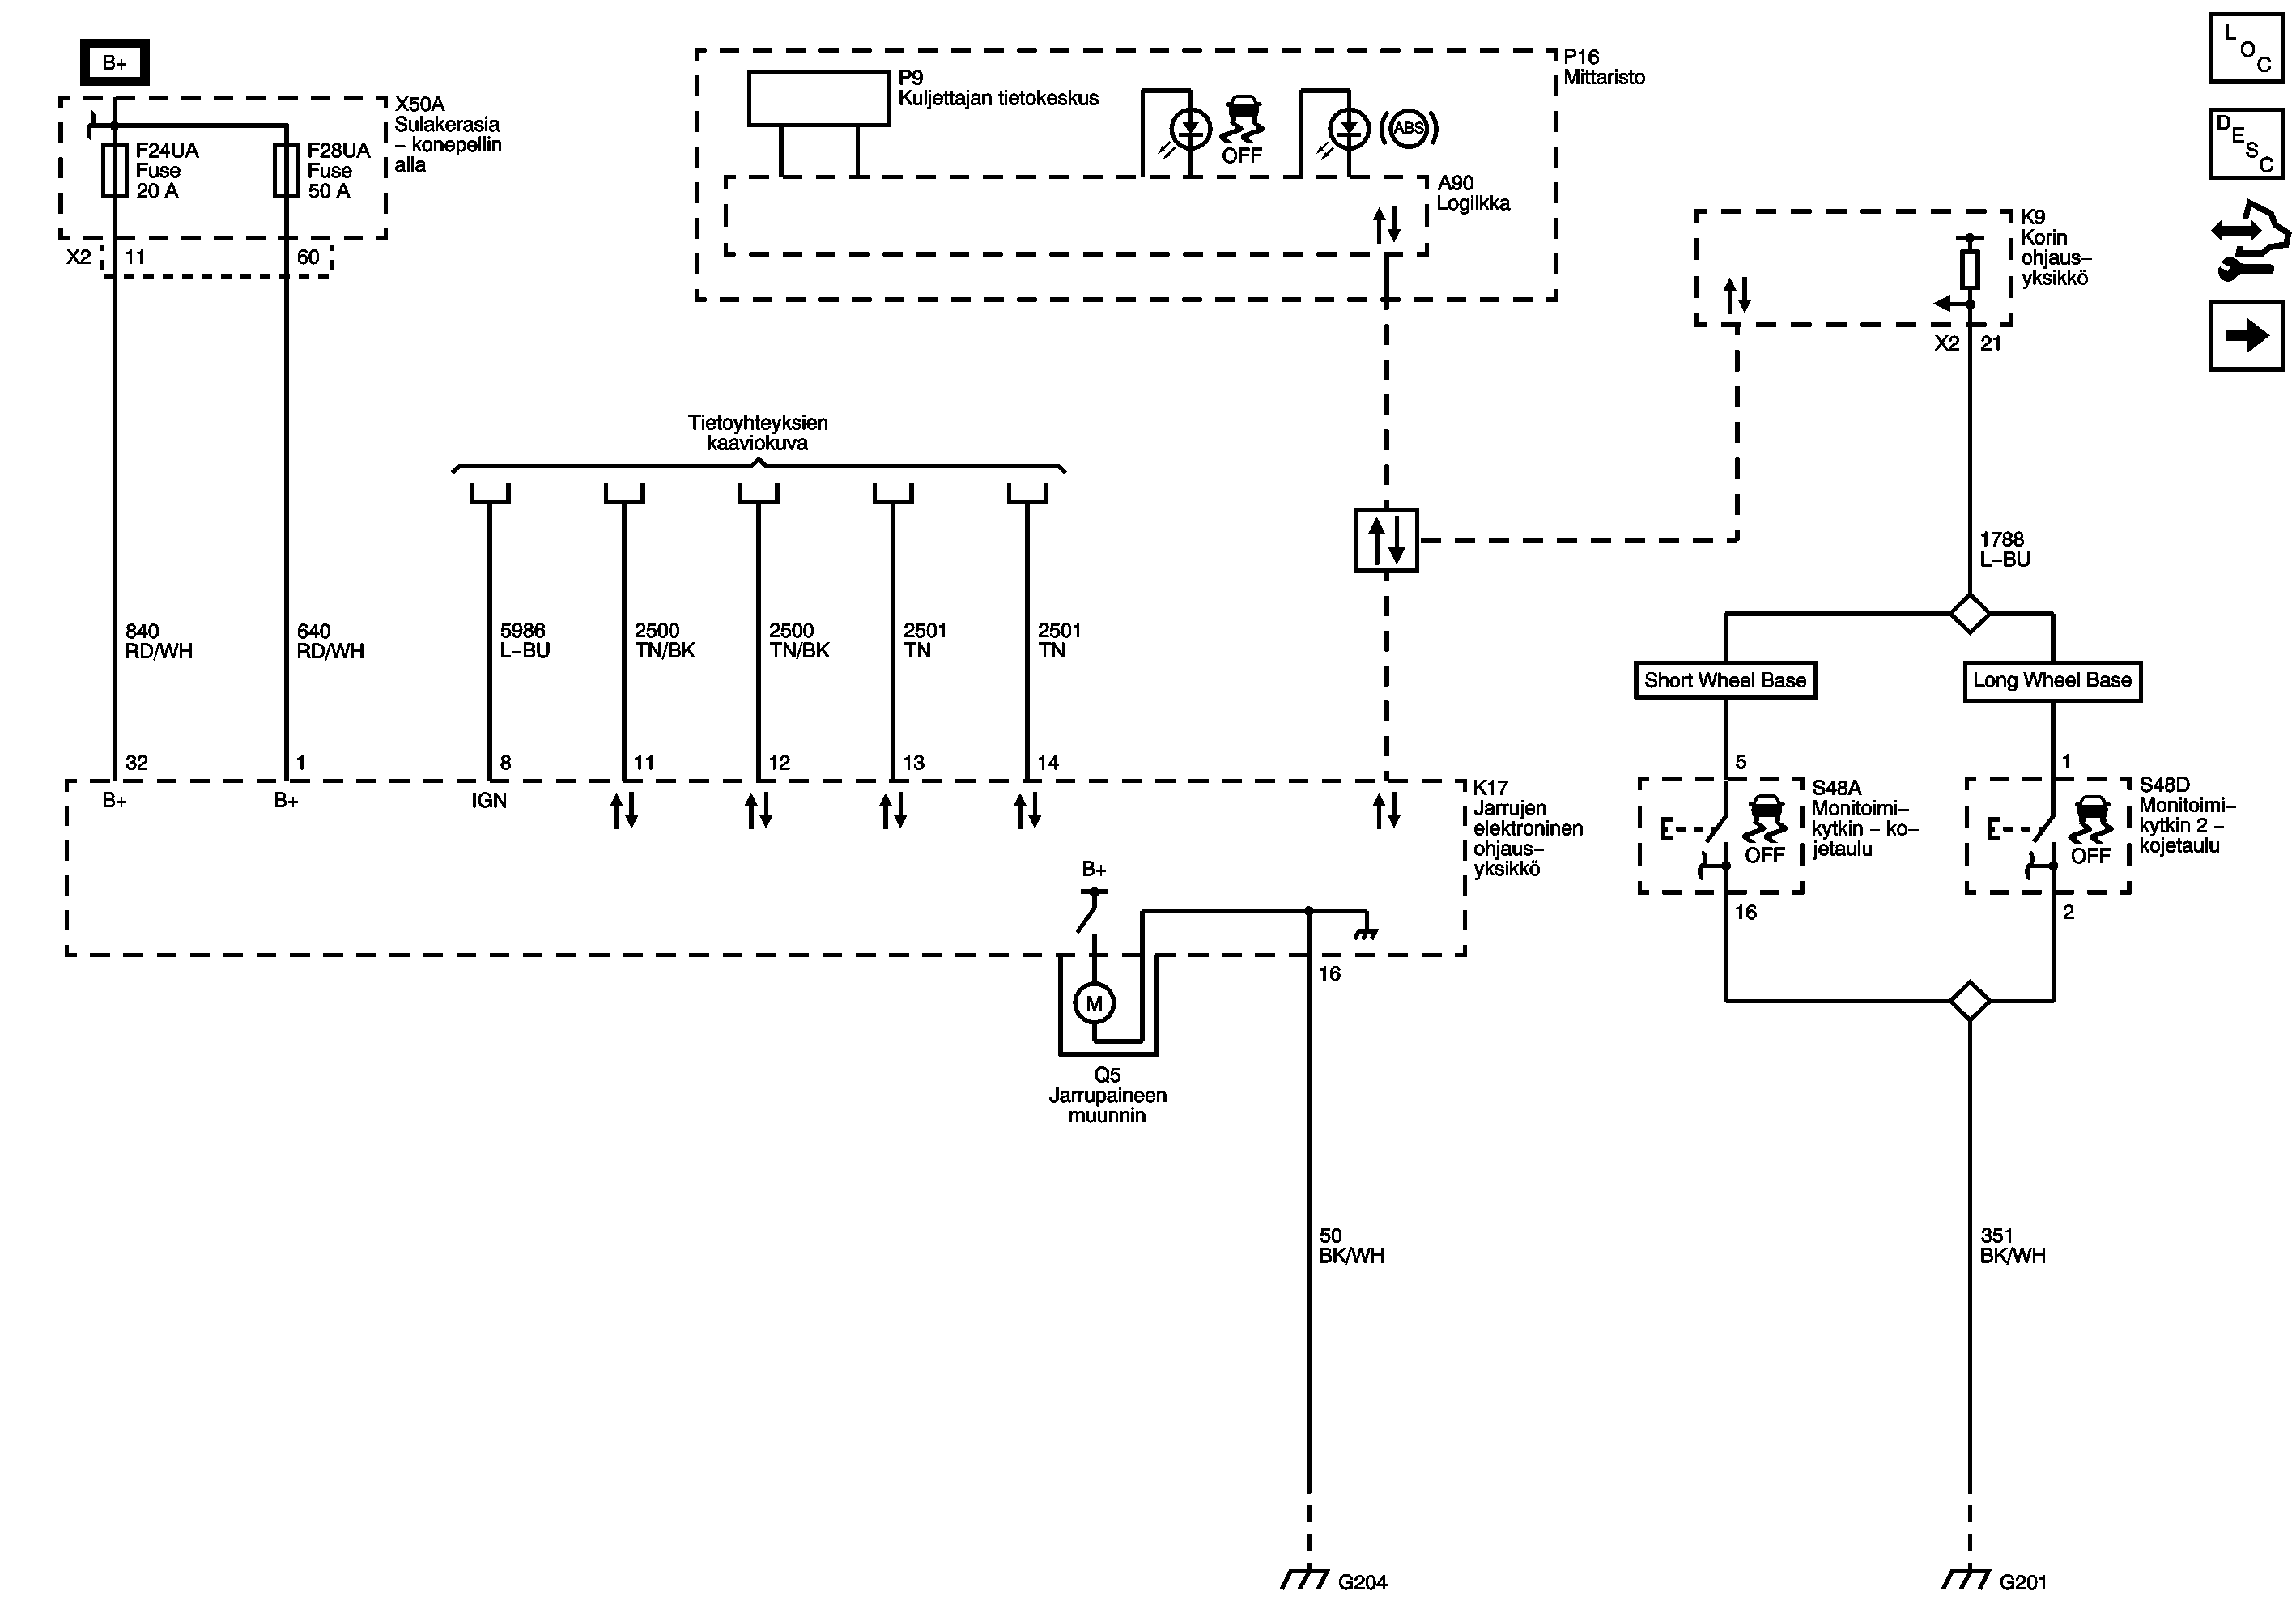 B+
X50A
Sulakerasia
– konepellin
alla
F24UA
Fuse
20 A
F28UA
Fuse
50 A
X2
11
60
P16
Mittaristo
P9
Kuljettajan tietokeskus
OFF
ABS
A90
Logiikka
K9
Korin
ohjaus–
yksikkö
X2
21
L
O
C
D
E
S
C
Tietoyhteyksien
kaaviokuva
1788
L–BU
840
RD/WH
640
RD/WH
5986
L–BU
2500
TN/BK
2500
TN/BK
2501
TN
2501
TN
Short Wheel Base
Long Wheel Base
32
1
8
11
12
13
14
B+
B+
IGN
K17
Jarrujen
elektroninen
ohjaus–
yksikkö
5
1
S48A
Monitoimi–
kytkin – ko–
jetaulu
OFF
S48D
Monitoimi–
kytkin 2 –
kojetaulu
OFF
16
2
B+
16
M
Q5
Jarrupaineen
muunnin
50
BK/WH
351
BK/WH
G204
G201